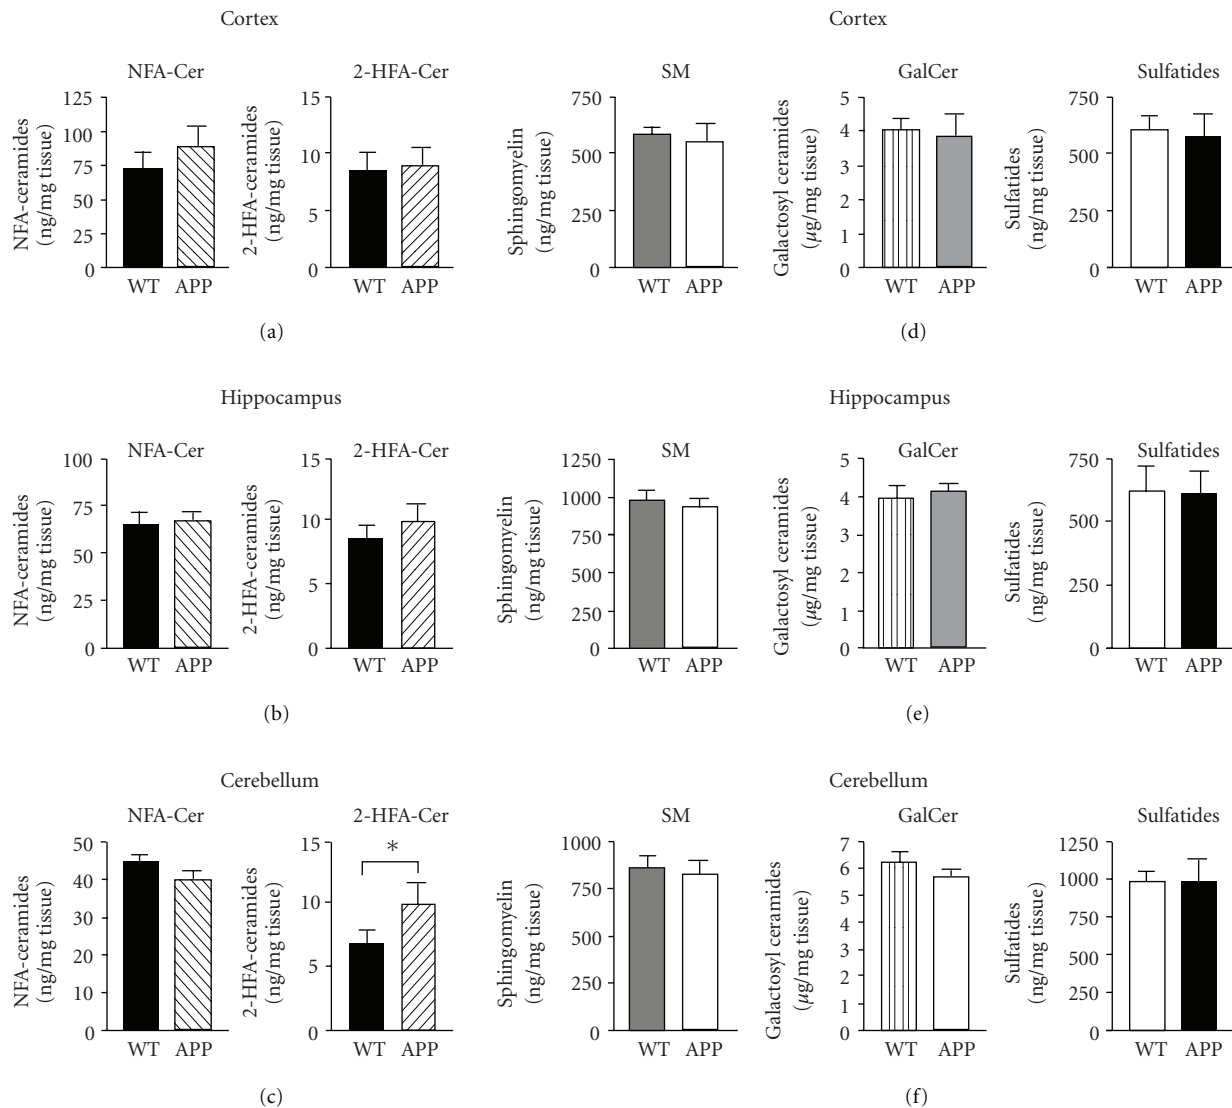 Cortex
NFA-Cer
NFA-ceramides
(ng/mg tissue)
125
100
75
50
25
0
WT APP
2-HFA-Cer
2-HFA-ceramides
(ng/mg tissue)
15
10
5
0
WT APP
(a)
Cortex
SM
Sphingomyelin
(ng/mg tissue)
750
500
250
0
WT APP
GalCer
Galactosyl ceramides
(μg/mg tissue)
5
4
3
2
1
0
WT APP
Sulfatides
Sulfatides
(ng/mg tissue)
750
500
250
0
WT APP
(d)
Hippocampus
NFA-Cer
NFA-ceramides
(ng/mg tissue)
100
75
50
25
0
WT APP
2-HFA-Cer
2-HFA-ceramides
(ng/mg tissue)
15
10
5
0
WT APP
(b)
Hippocampus
SM
Sphingomyelin
(ng/mg tissue)
1250
1000
750
500
250
0
WT APP
GalCer
Galactosyl ceramides
(μg/mg tissue)
5
4
3
2
1
0
WT APP
Sulfatides
Sulfatides
(ng/mg tissue)
750
500
250
0
WT APP
(e)
Cerebellum
NFA-Cer
NFA-ceramides
(ng/mg tissue)
50
40
30
20
10
0
WT APP
2-HFA-Cer
2-HFA-ceramides
(ng/mg tissue)
15
10
5
0
*
WT APP
(c)
Cerebellum
SM
Sphingomyelin
(ng/mg tissue)
1000
750
500
250
0
WT APP
GalCer
Galactosyl ceramides
(μg/mg tissue)
7
6
5
4
3
2
1
0
WT APP
Sulfatides
Sulfatides
(ng/mg tissue)
1250
1000
750
500
250
0
WT APP
(f)